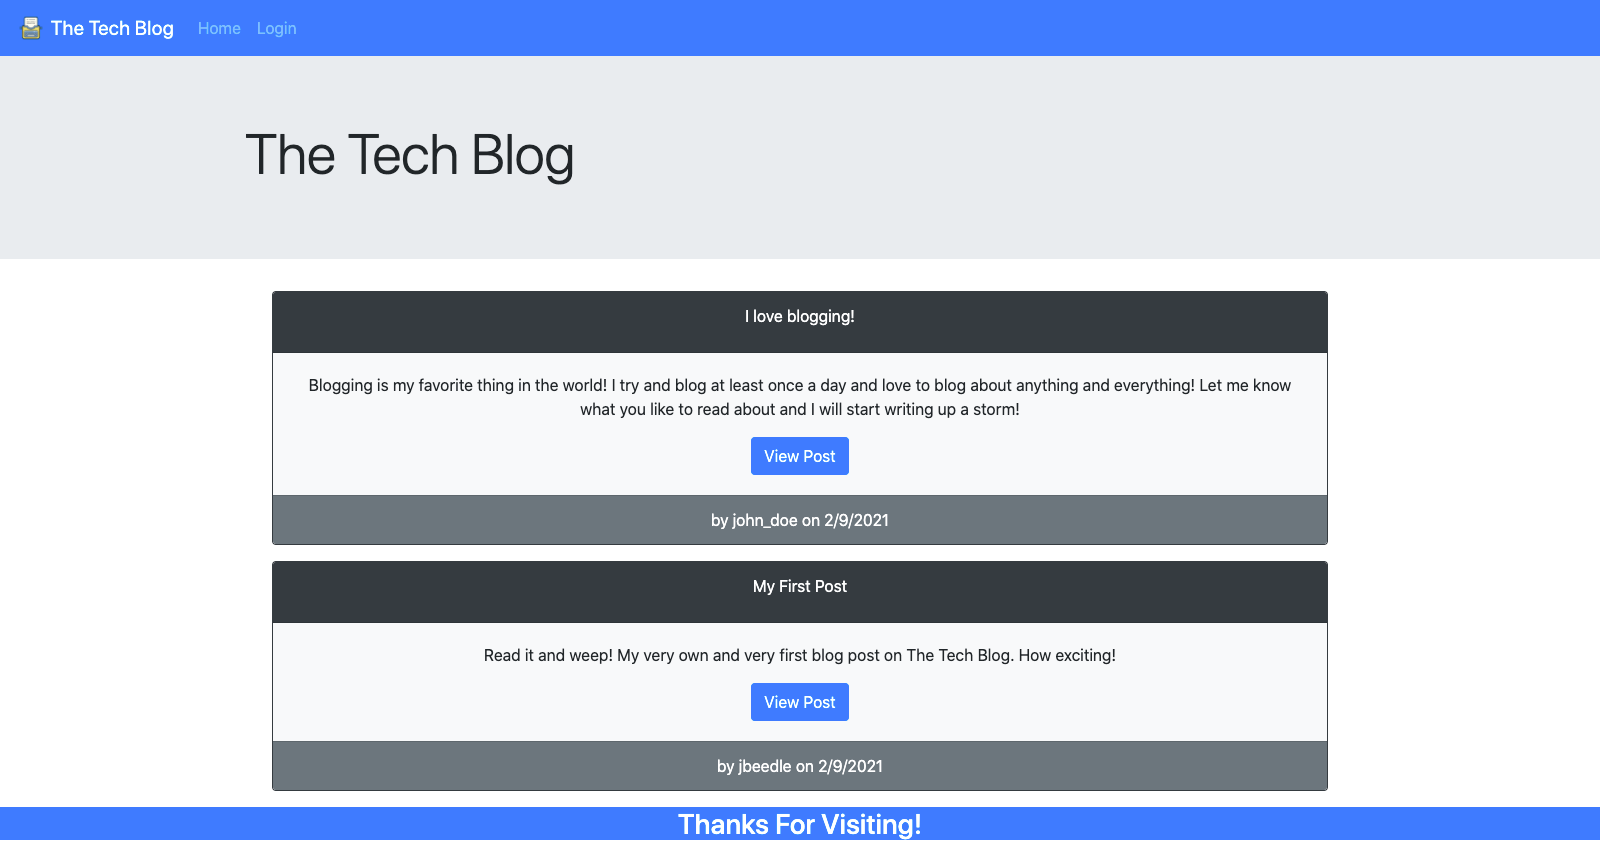 The Tech Blog Home Login
The Tech Blog
I love blogging!
Blogging is my favorite thing in the world! I try and blog at least once a day and love to blog about anything and everything! Let me know
what you like to read about and I will start writing up a storm!
View Post
by john_doe on 2/9/2021
My First Post
Read it and weep! My very own and very first blog post on The Tech Blog. How exciting!
View Post
by jbeedle on 2/9/2021
Thanks For Visiting!